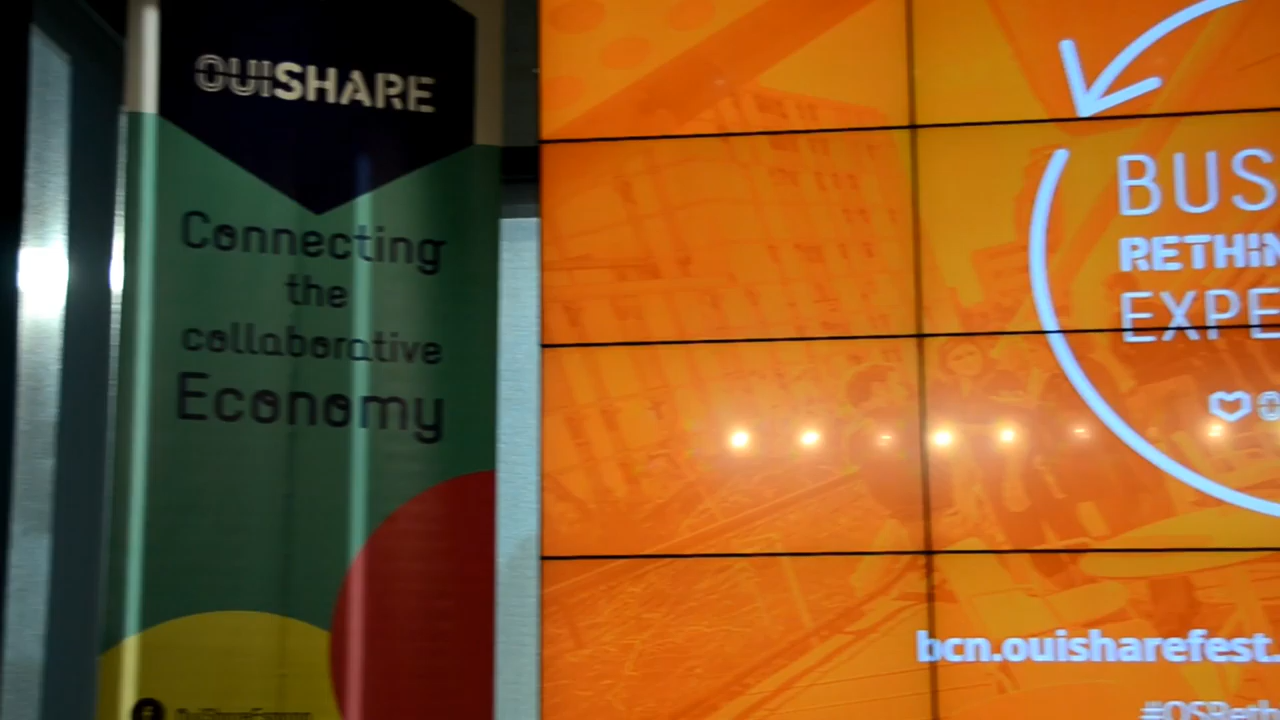 OUISHARE
Connecting
the
collaborative
Economy
BUS
RETHIN
EXPE
bcn.ouisharefest.